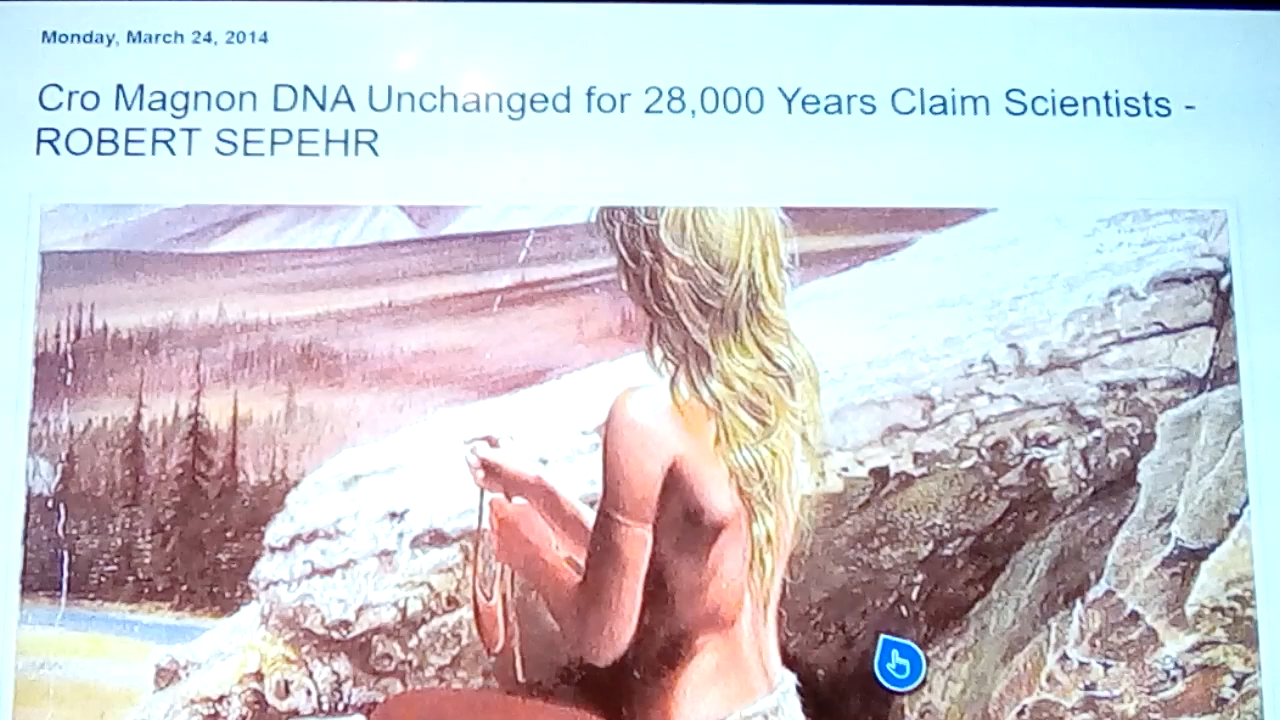 Monday, March 24, 2014
Cro Magnon DNA Unchanged for 28,000 Years Claim Scientists -
ROBERT SEPEHR